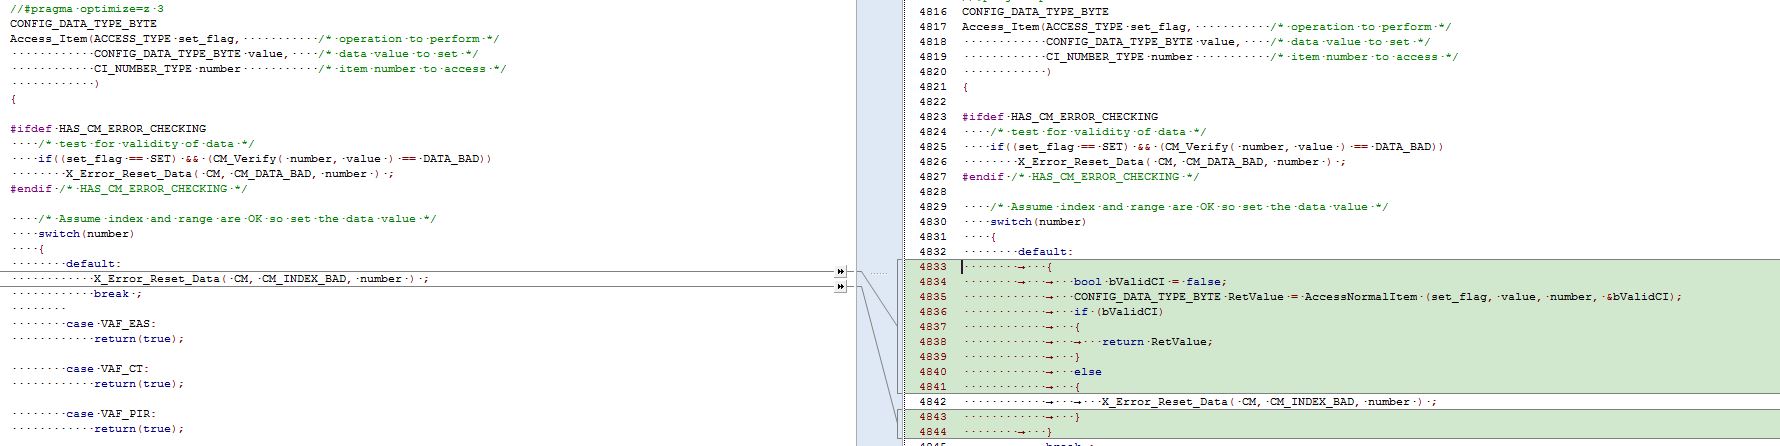 //#pragma optimize=z 3
CONFIG_DATA_TYPE_BYTE
Access_Item(ACCESS_TYPE set_flag, /* operation to perform */
CONFIG_DATA_TYPE_BYTE value, /* data value to set */
CI_NUMBER_TYPE number /* item number to access */
)
{
#ifdef HAS_CM_ERROR_CHECKING
/* test for validity of data */
if((set_flag == SET) && (CM_Verify( number, value ) == DATA_BAD))
X_Error_Reset_Data( CM, CM_DATA_BAD, number ) ;
#endif /* HAS_CM_ERROR_CHECKING */
/* Assume index and range are OK so set the data value */
switch(number)
{
default:
X_Error_Reset_Data( CM, CM_INDEX_BAD, number ) ;
break ;
case VAF_EAS:
return(true);
case VAF_CT:
return(true);
case VAF_PIR:
return(true);
4816 CONFIG_DATA_TYPE_BYTE
4817 Access_Item(ACCESS_TYPE set_flag, /* operation to perform */
4818 CONFIG_DATA_TYPE_BYTE value, /* data value to set */
4819 CI_NUMBER_TYPE number /* item number to access */
4820 )
4821 {
4822
4823 #ifdef HAS_CM_ERROR_CHECKING
4824 /* test for validity of data */
4825 if((set_flag == SET) && (CM_Verify( number, value ) == DATA_BAD))
4826 X_Error_Reset_Data( CM, CM_DATA_BAD, number ) ;
4827 #endif /* HAS_CM_ERROR_CHECKING */
4828
4829 /* Assume index and range are OK so set the data value */
4830 switch(number)
4831 {
4832 default:
4833 {
4834 bool bValidCI = false;
4835 CONFIG_DATA_TYPE_BYTE RetValue = AccessNormalItem (set_flag, value, number, &bValidCI);
4836 if (bValidCI)
4837 {
4838 return RetValue;
4839 }
4840 else
4841 {
4842 X_Error_Reset_Data( CM, CM_INDEX_BAD, number ) ;
4843 }
4844 }